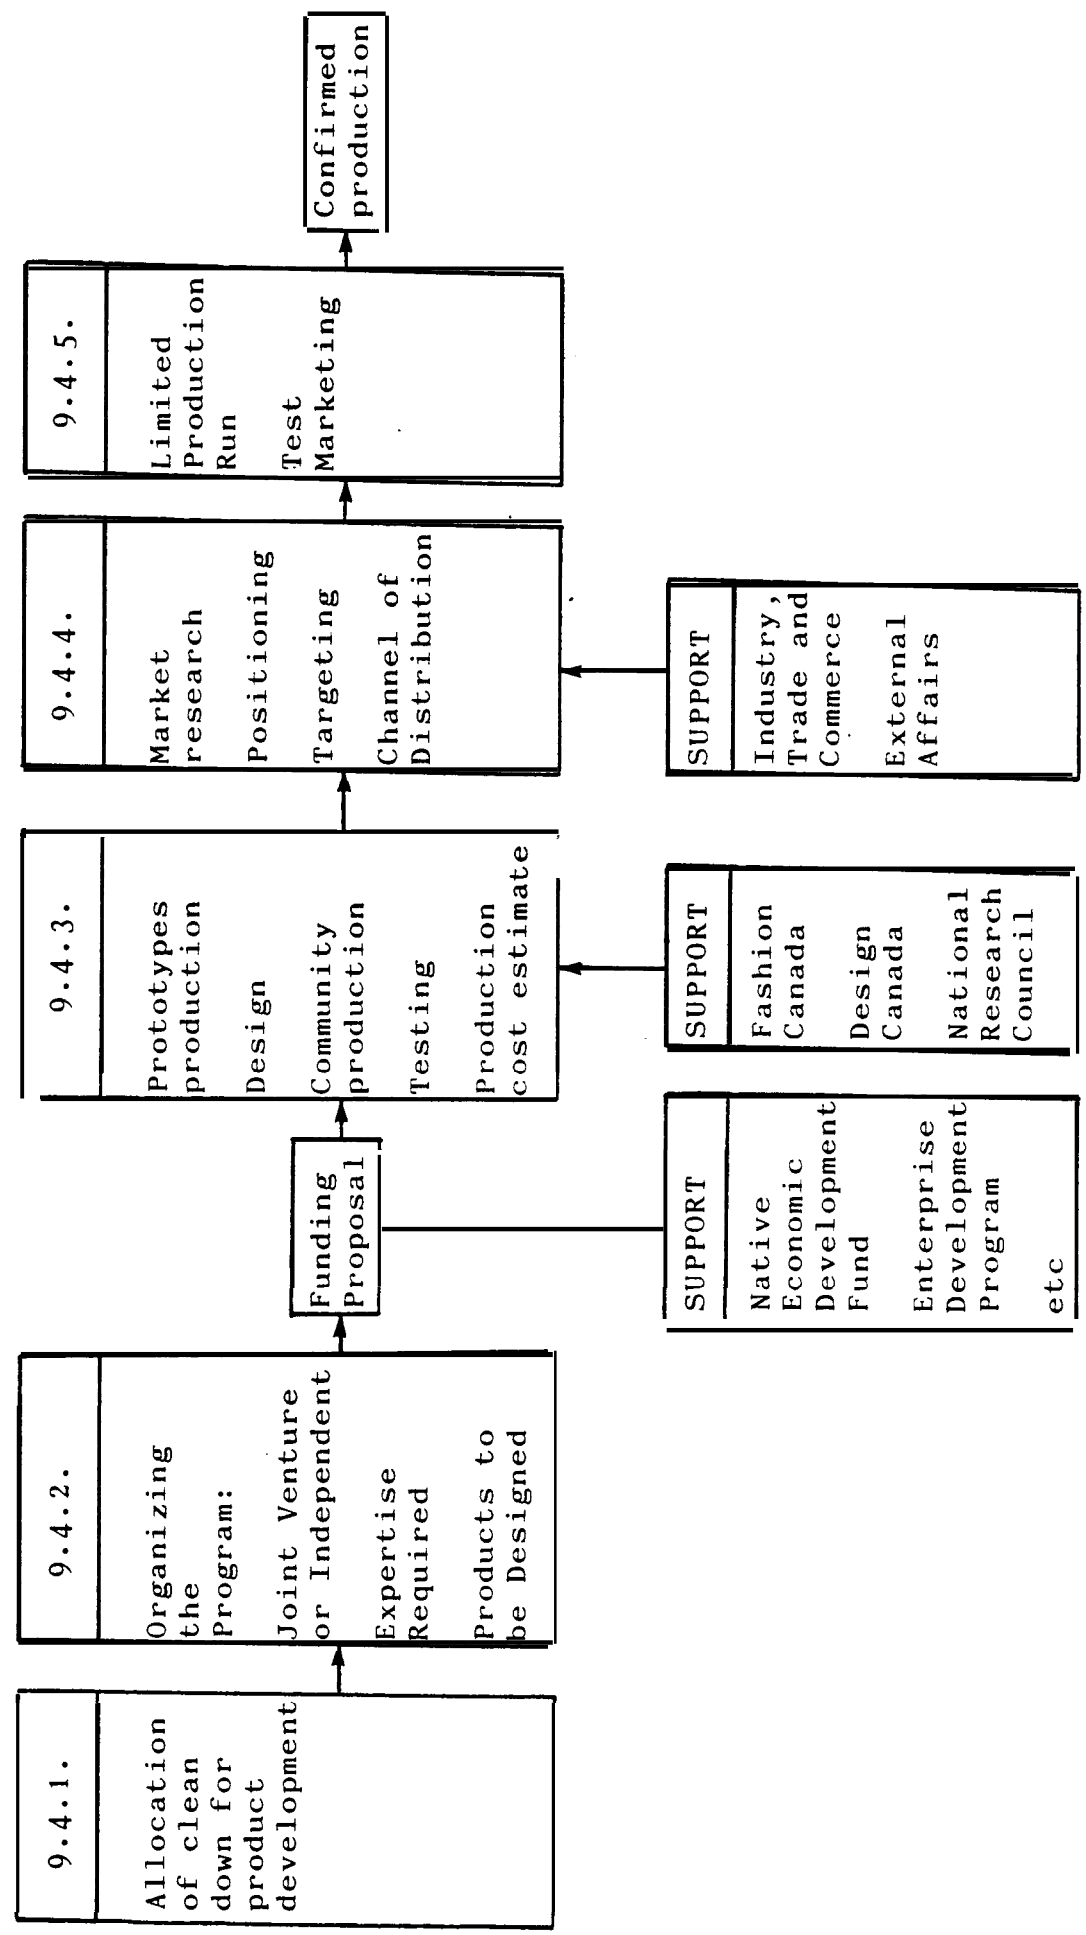 9.4.1.
Allocation
of clean
down for
product
development
9.4.2.
Organizing
the
Program:
Joint Venture
or Independent
Expertise
Required
Products to
be Designed
Funding
Proposal
9.4.3.
Prototypes
production
Design
Community
production
Testing
Production
cost estimate
9.4.4.
Market
research
Positioning
Targeting
Channel of
Distribution
9.4.5.
Limited
Production
Run
Test
Marketing
Confirmed
production
SUPPORT
Native
Economic
Development
Fund
Enterprise
Development
Program
etc
SUPPORT
Fashion
Canada
Design
Canada
National
Research
Council
SUPPORT
Industry,
Trade and
Commerce
External
Affairs